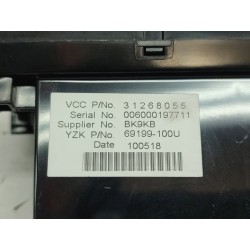 VCC P/No. 31268055
Serial No. 006000197711
Supplier No. BK9KB
YZK P/No. 69199-100U
Date 100518